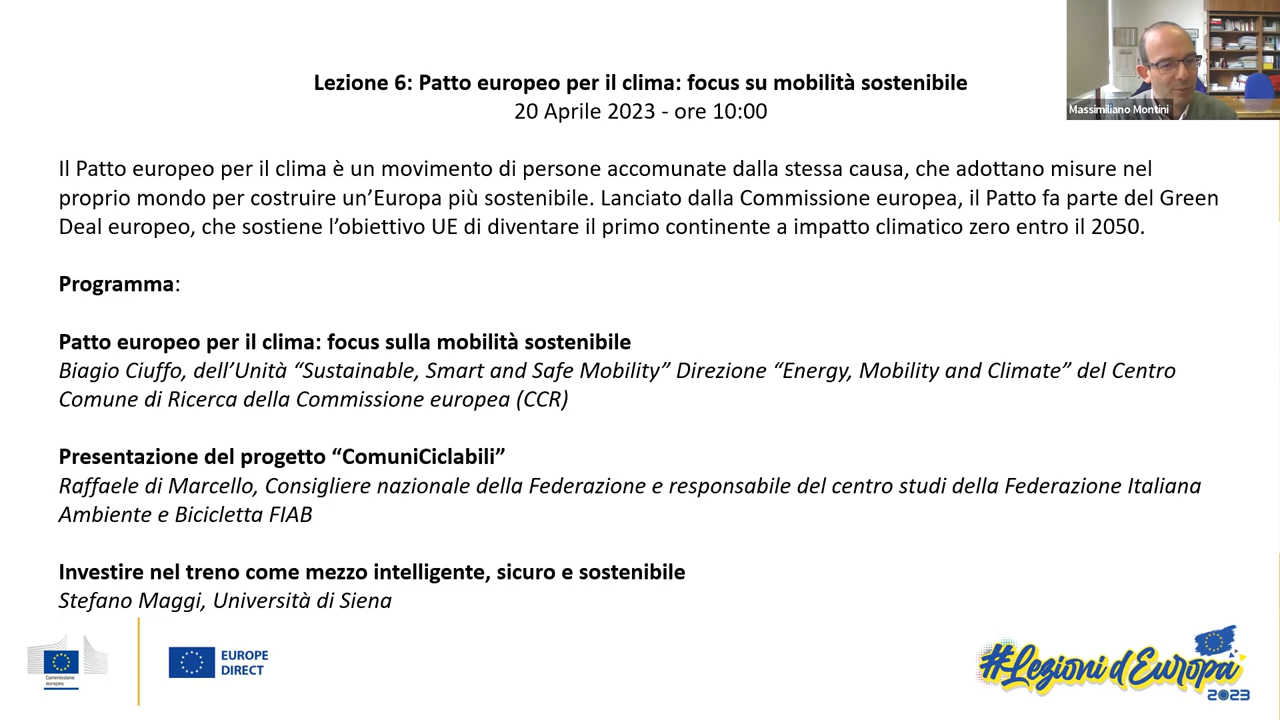 Lezione 6: Patto europeo per il clima: focus su mobilità sostenibile
20 Aprile 2023 - ore 10:00
Massimiliano Montini
Il Patto europeo per il clima è un movimento di persone accomunate dalla stessa causa, che adottano misure nel
proprio mondo per costruire un’Europa più sostenibile. Lanciato dalla Commissione europea, il Patto fa parte del Green
Deal europeo, che sostiene l’obiettivo UE di diventare il primo continente a impatto climatico zero entro il 2050.
Programma:
Patto europeo per il clima: focus sulla mobilità sostenibile
Biagio Ciuffo, dell’Unità “Sustainable, Smart and Safe Mobility” Direzione “Energy, Mobility and Climate” del Centro
Comune di Ricerca della Commissione europea (CCR)
Presentazione del progetto “ComuniCiclabili”
Raffaele di Marcello, Consigliere nazionale della Federazione e responsabile del centro studi della Federazione Italiana
Ambiente e Bicicletta FIAB
Investire nel treno come mezzo intelligente, sicuro e sostenibile
Stefano Maggi, Università di Siena
Commissione
europea
EUROPE
DIRECT
#Lezioni d'Europa
2023